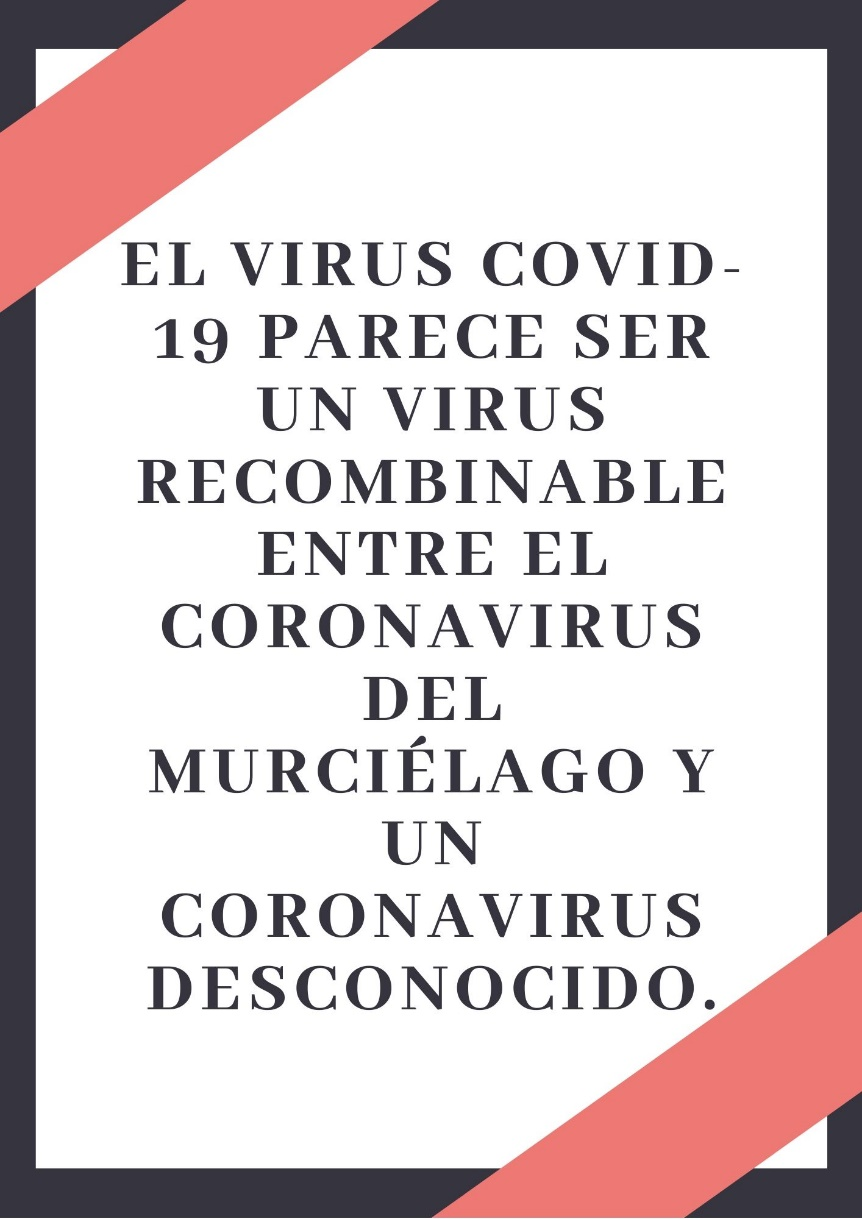 EL VIRUS COVID-
19 PARECE SER
UN VIRUS
RECOMBINABLE
ENTRE EL
CORONAVIRUS
DEL
MURCIÉLAGO Y
UN
CORONAVIRUS
DESCONOCIDO.